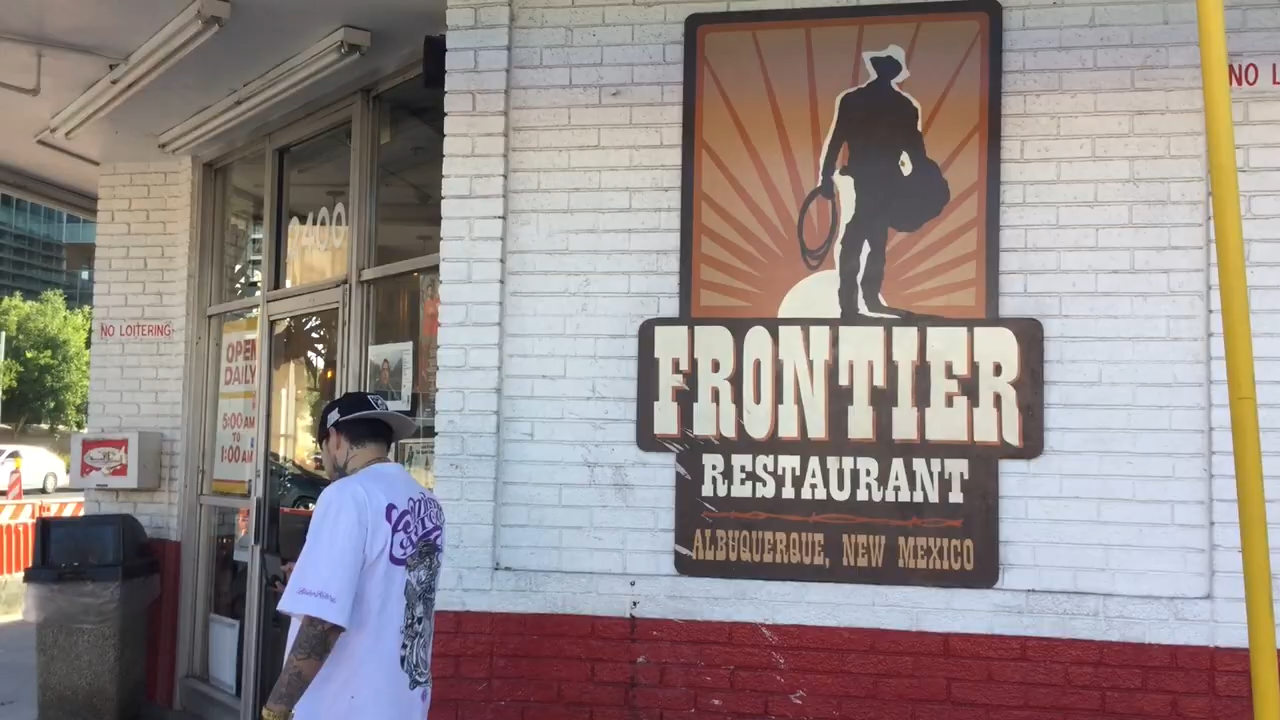 2400
NO LOITERING
OPEN
DAILY
5:00 AM
TO
1:00 AM
FRONTIER
RESTAURANT
ALBUQUERQUE, NEW MEXICO
NO L